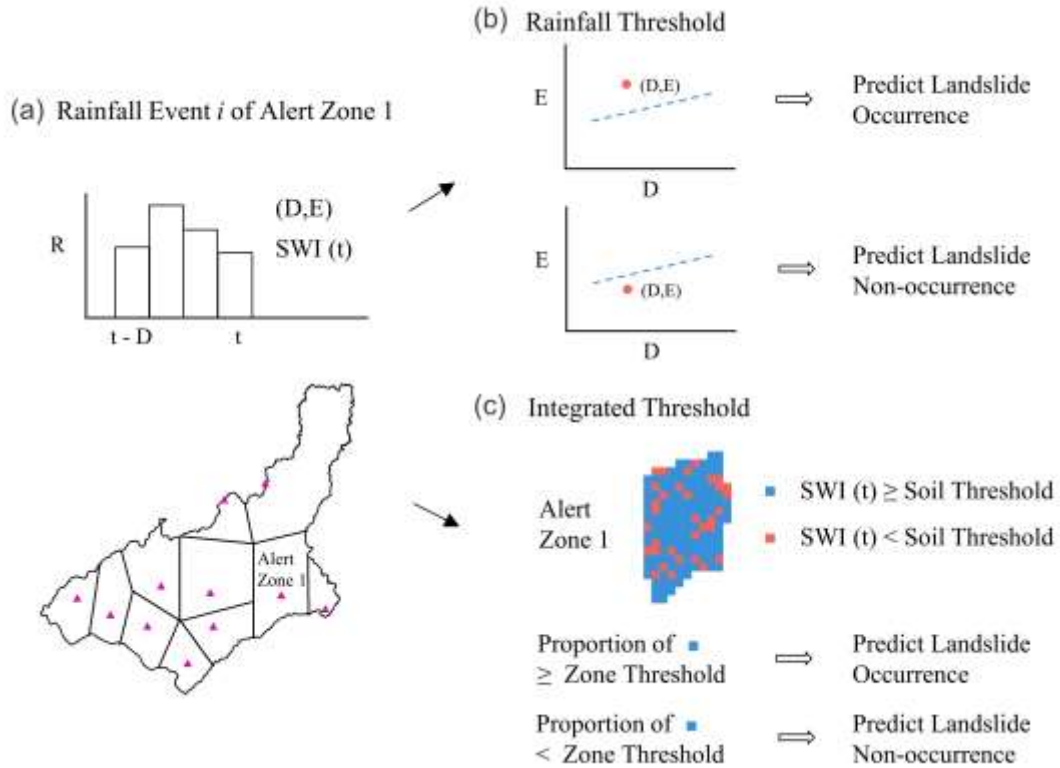 (a) Rainfall Event i of Alert Zone 1
R
(D,E)
SWI (t)
t - D
t
Alert
Zone 1
(b) Rainfall Threshold
E
(D,E)
D
Predict Landslide
Occurrence
E
(D,E)
D
Predict Landslide
Non-occurrence
(c) Integrated Threshold
Alert
Zone 1
SWI (t) ≥ Soil Threshold
SWI (t) < Soil Threshold
Proportion of
≥ Zone Threshold
Predict Landslide
Occurrence
Proportion of
< Zone Threshold
Predict Landslide
Non-occurrence